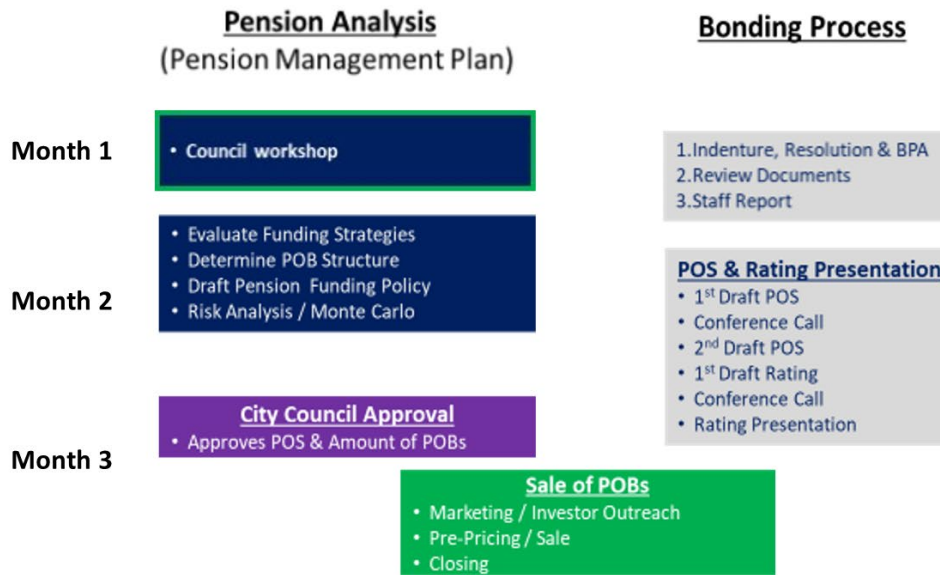 Pension Analysis
(Pension Management Plan)
Bonding Process
Month 1
• Council workshop
1.Indenture, Resolution & BPA
2.Review Documents
3.Staff Report
Month 2
• Evaluate Funding Strategies
• Determine POB Structure
• Draft Pension Funding Policy
• Risk Analysis / Monte Carlo
POS & Rating Presentation
• 1st Draft POS
• Conference Call
• 2nd Draft POS
• 1st Draft Rating
• Conference Call
• Rating Presentation
Month 3
City Council Approval
• Approves POS & Amount of POBs
Sale of POBs
• Marketing / Investor Outreach
• Pre-Pricing / Sale
• Closing